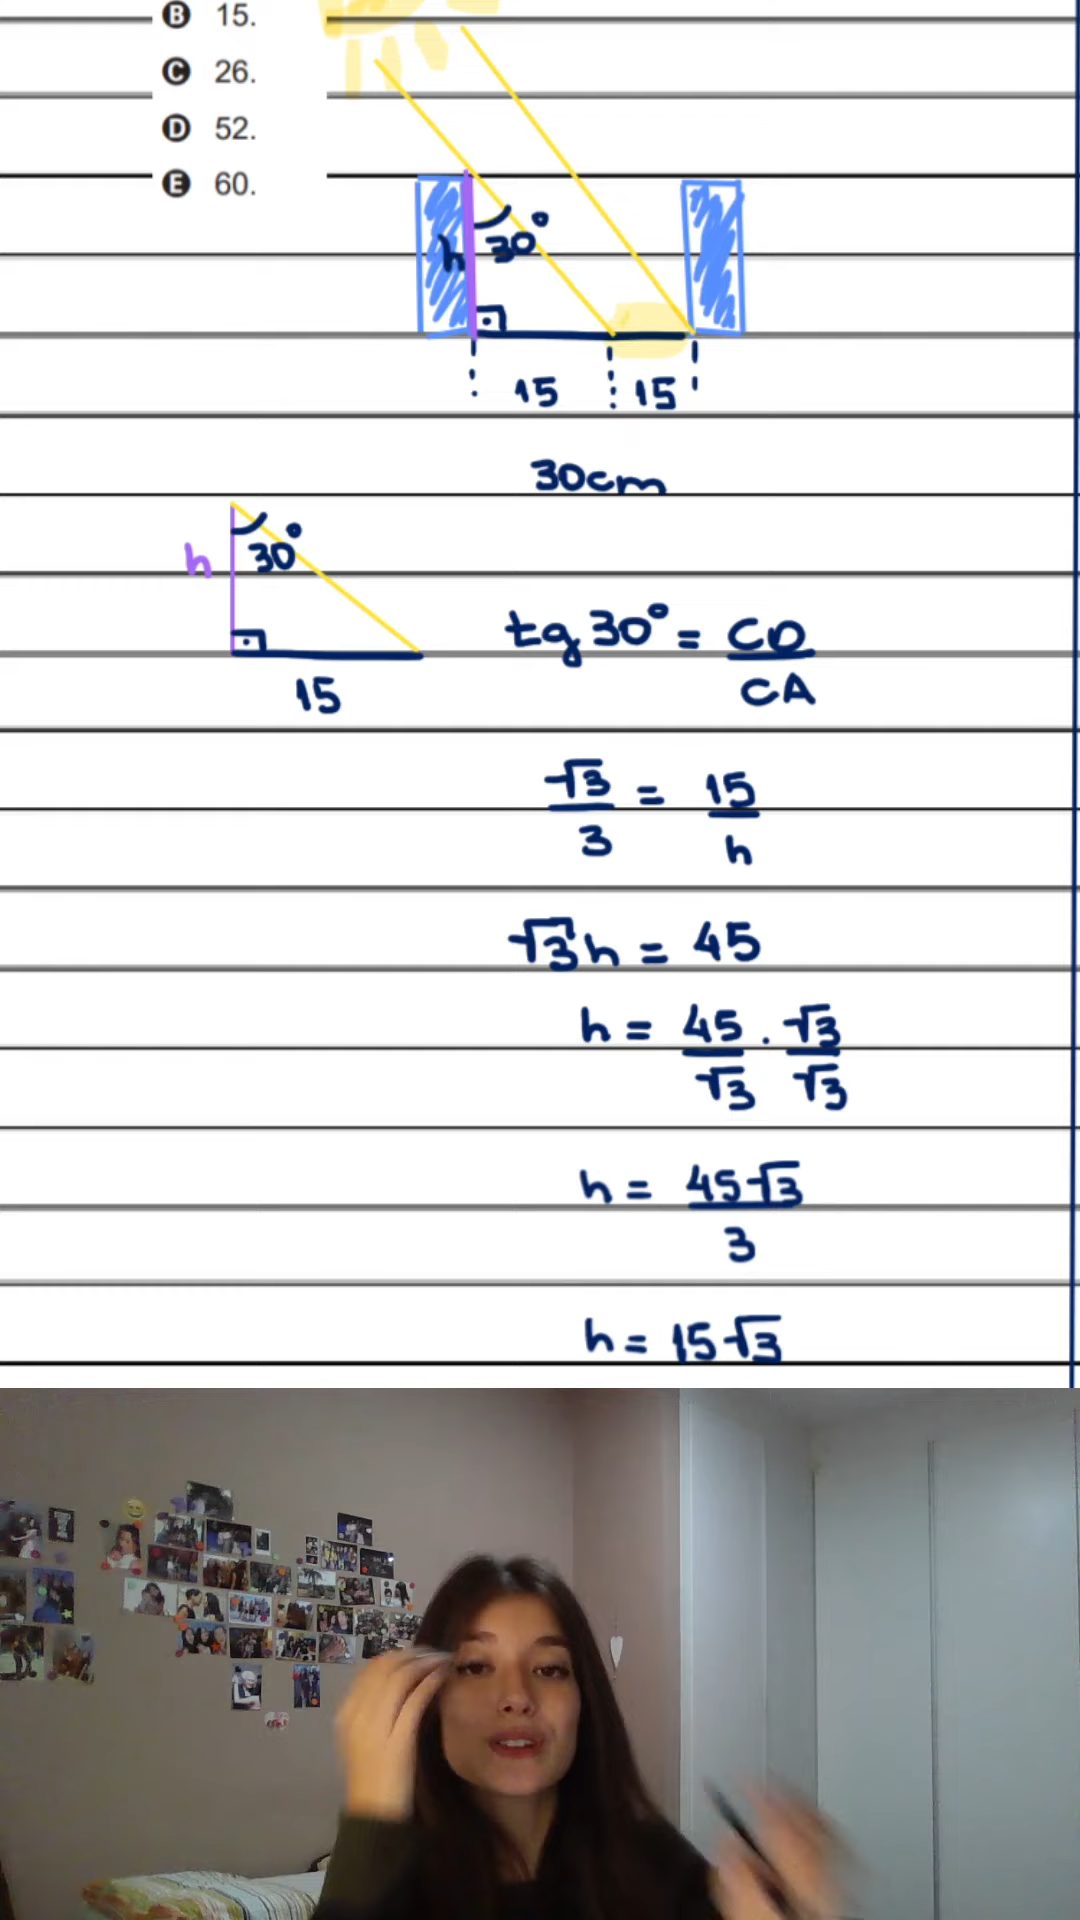 B 15.
C 26.
D 52.
E 60.
h 30°
15 15
30cm
h 30°
15
tg 30° = CO
CA
√3 = 15
3 h
√3 h = 45
h = 45 . √3
√3 √3
h = 45√3
3
h = 15√3